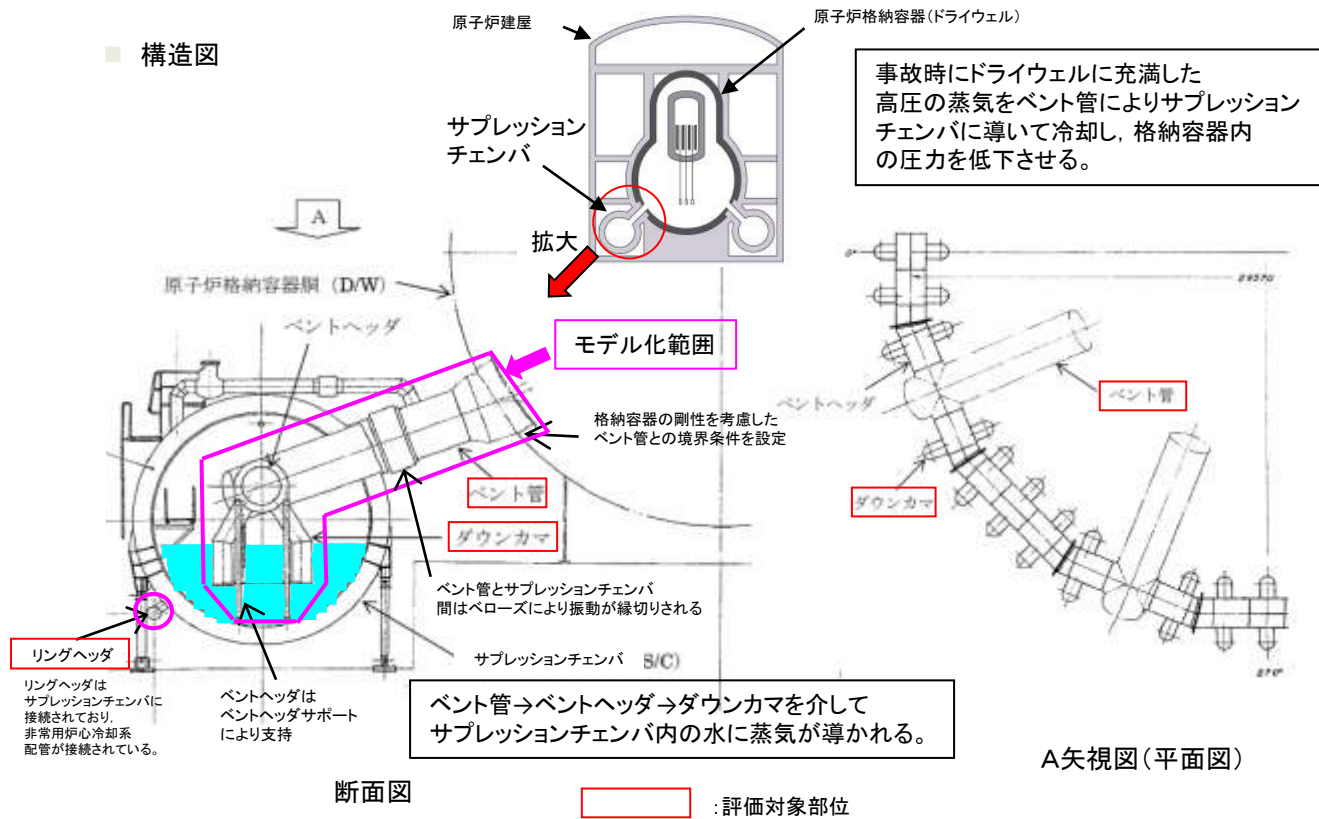 ■ 構造図
原子炉建屋
原子炉格納容器(ドライウェル)
事故時にドライウェルに充満した
高圧の蒸気をベント管によりサプレッション
チェンバに導いて冷却し, 格納容器内
の圧力を低下させる。
サプレッション
チェンバ
拡大
A
原子炉格納容器胴 (D/W)
ベントヘッダ
モデル化範囲
格納容器の剛性を考慮した
ベント管との境界条件を設定
ベント管
ダウンカマ
ベント管とサプレッションチェンバ
間はベローズにより振動が縁切りされる
リングヘッダ
リングヘッダは
サプレッションチェンバに
接続されており,
非常用炉心冷却系
配管が接続されている。
ベントヘッダは
ベントヘッダサポート
により支持
サプレッションチェンバ
S/C)
ベント管→ベントヘッダ→ダウンカマを介して
サプレッションチェンバ内の水に蒸気が導かれる。
断面図
:評価対象部位
0°
29570
ベントヘッダ
ベント管
ダウンカマ
270°
A矢視図(平面図)